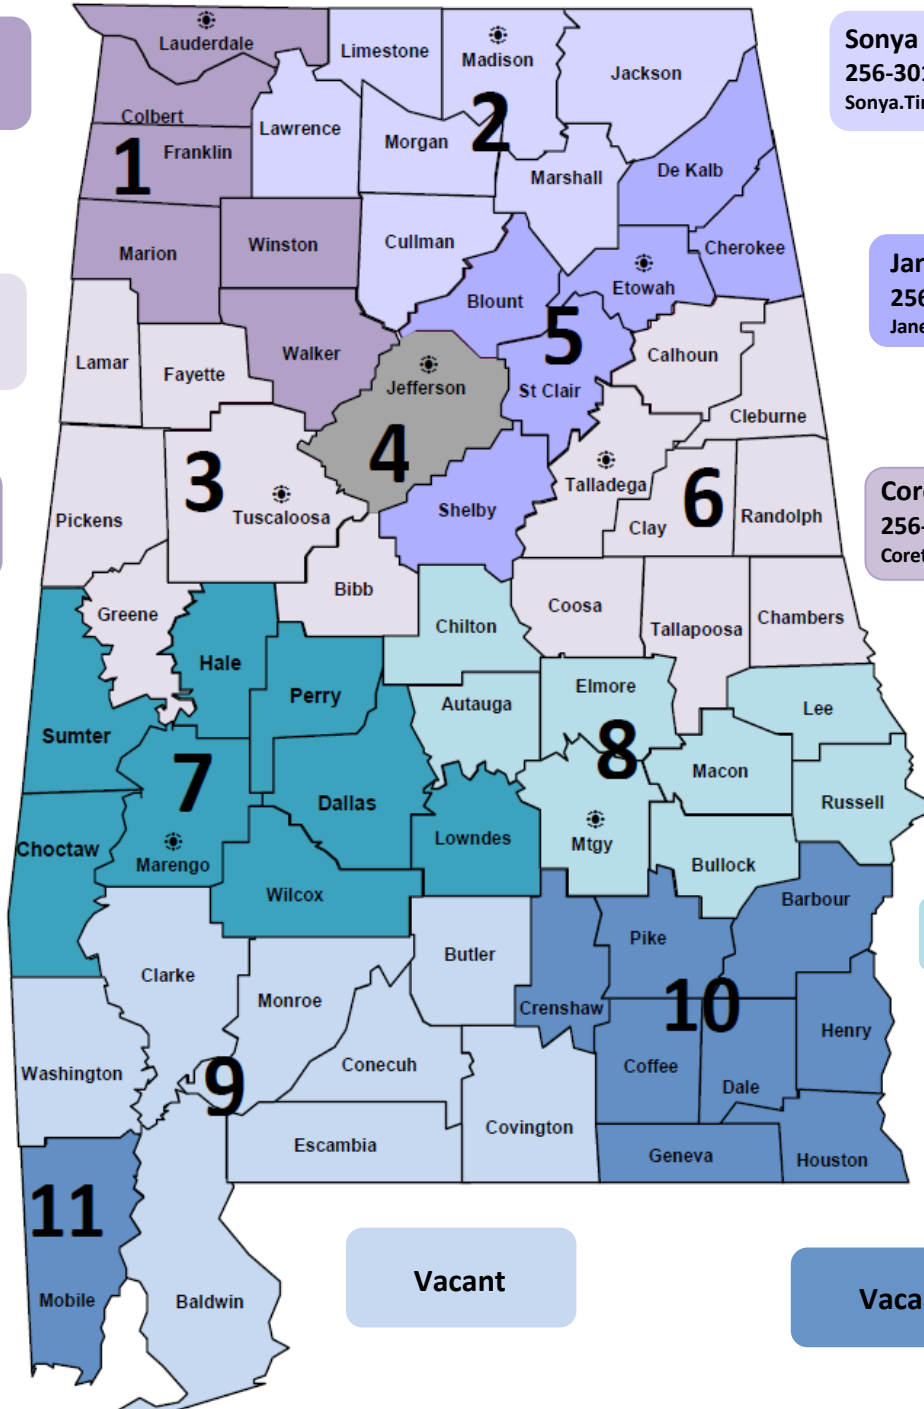 Lauderdale
Limestone
Madison
Jackson
Sonya
256-301
Sonya.Tin
Colbert
Lawrence
2
Morgan
Franklin
1
Marshall
De Kalb
Marion
Winston
Cullman
Cherokee
Blount
Etowah
Jan
256
Jane
5
Lamar
Fayette
Walker
Jefferson
St Clair
Calhoun
Cleburne
4
3
Talladega
6
Pickens
Tuscaloosa
Shelby
Clay
Randolph
Core
256-
Coret
Bibb
Greene
Chilton
Coosa
Tallapoosa
Chambers
Hale
Perry
Elmore
Autauga
Lee
Sumter
8
7
Macon
Dallas
Russell
Choctaw
Marengo
Lowndes
Mtgy
Bullock
Wilcox
Barbour
Pike
Butler
Clarke
Monroe
Crenshaw
10
Henry
Washington
Conecuh
Coffee
Dale
9
Escambia
Covington
Geneva
Houston
11
Mobile
Baldwin
Vacant
Vaca